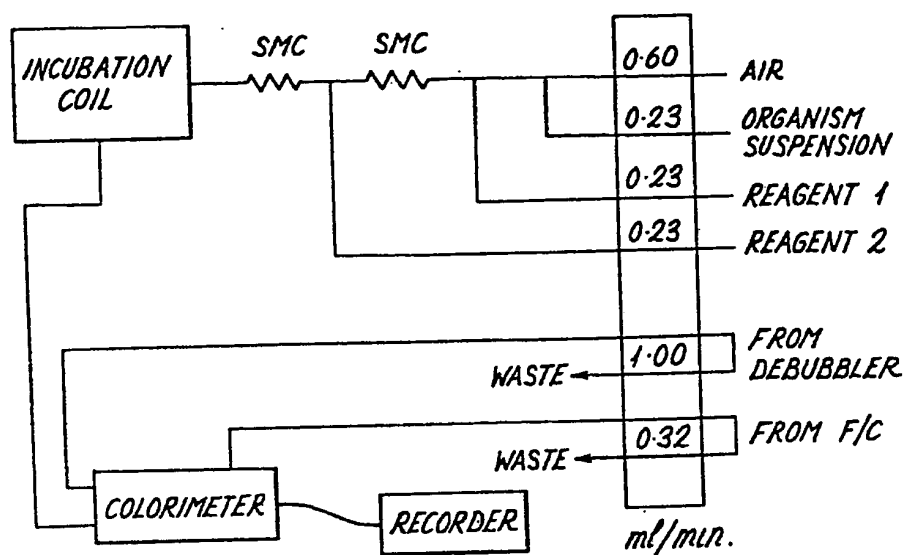 INCUBATION
COIL
SMC
SMC
0.60
AIR
0.23
ORGANISM
SUSPENSION
0.23
REAGENT 1
0.23
REAGENT 2
1.00
FROM
DEBUBBLER
WASTE
0.32
FROM F/C
WASTE
COLORIMETER
RECORDER
ml/min.